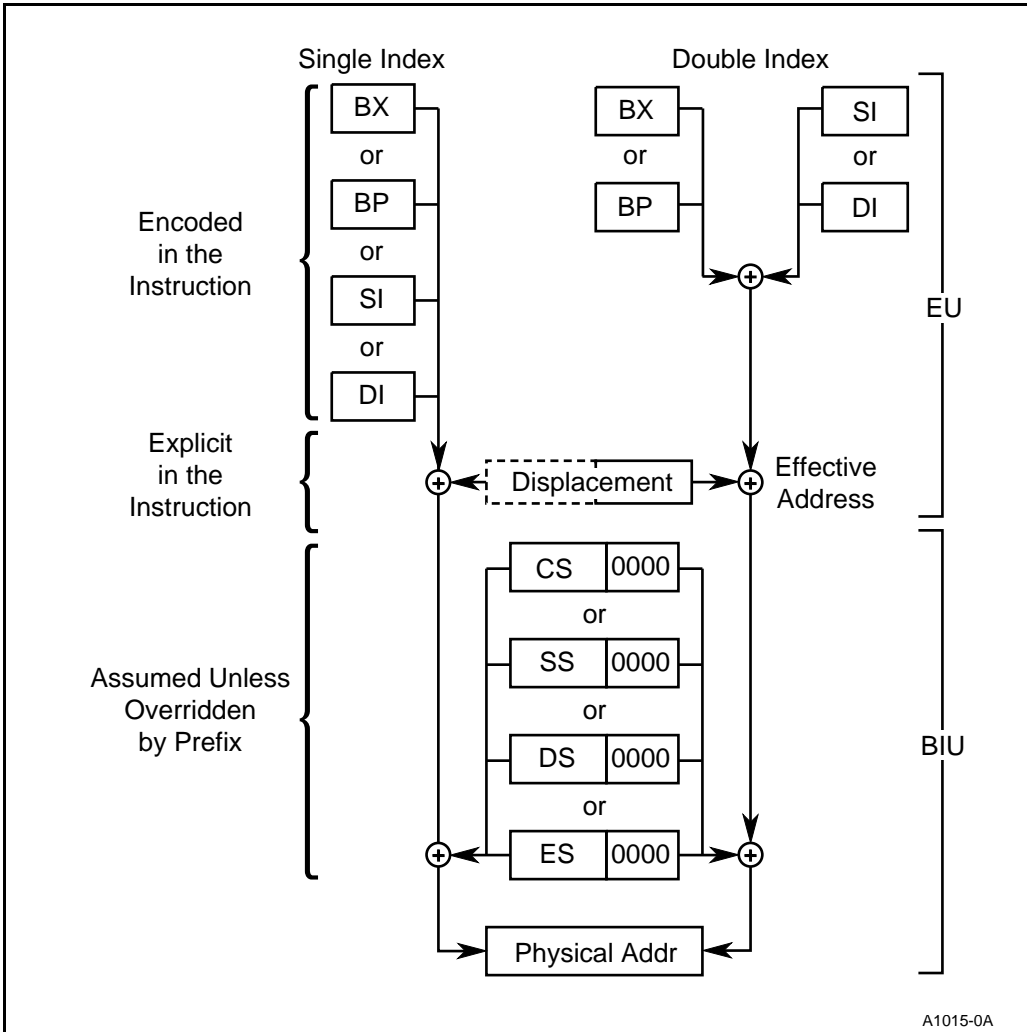 Single Index
Double Index
BX
or
BP
or
SI
or
DI
BX
or
BP
SI
or
DI
Encoded
in the
Instruction
EU
Explicit
in the
Instruction
Displacement
Effective
Address
CS 0000
or
SS 0000
or
DS 0000
or
ES 0000
Assumed Unless
Overridden
by Prefix
BIU
Physical Addr
A1015-0A